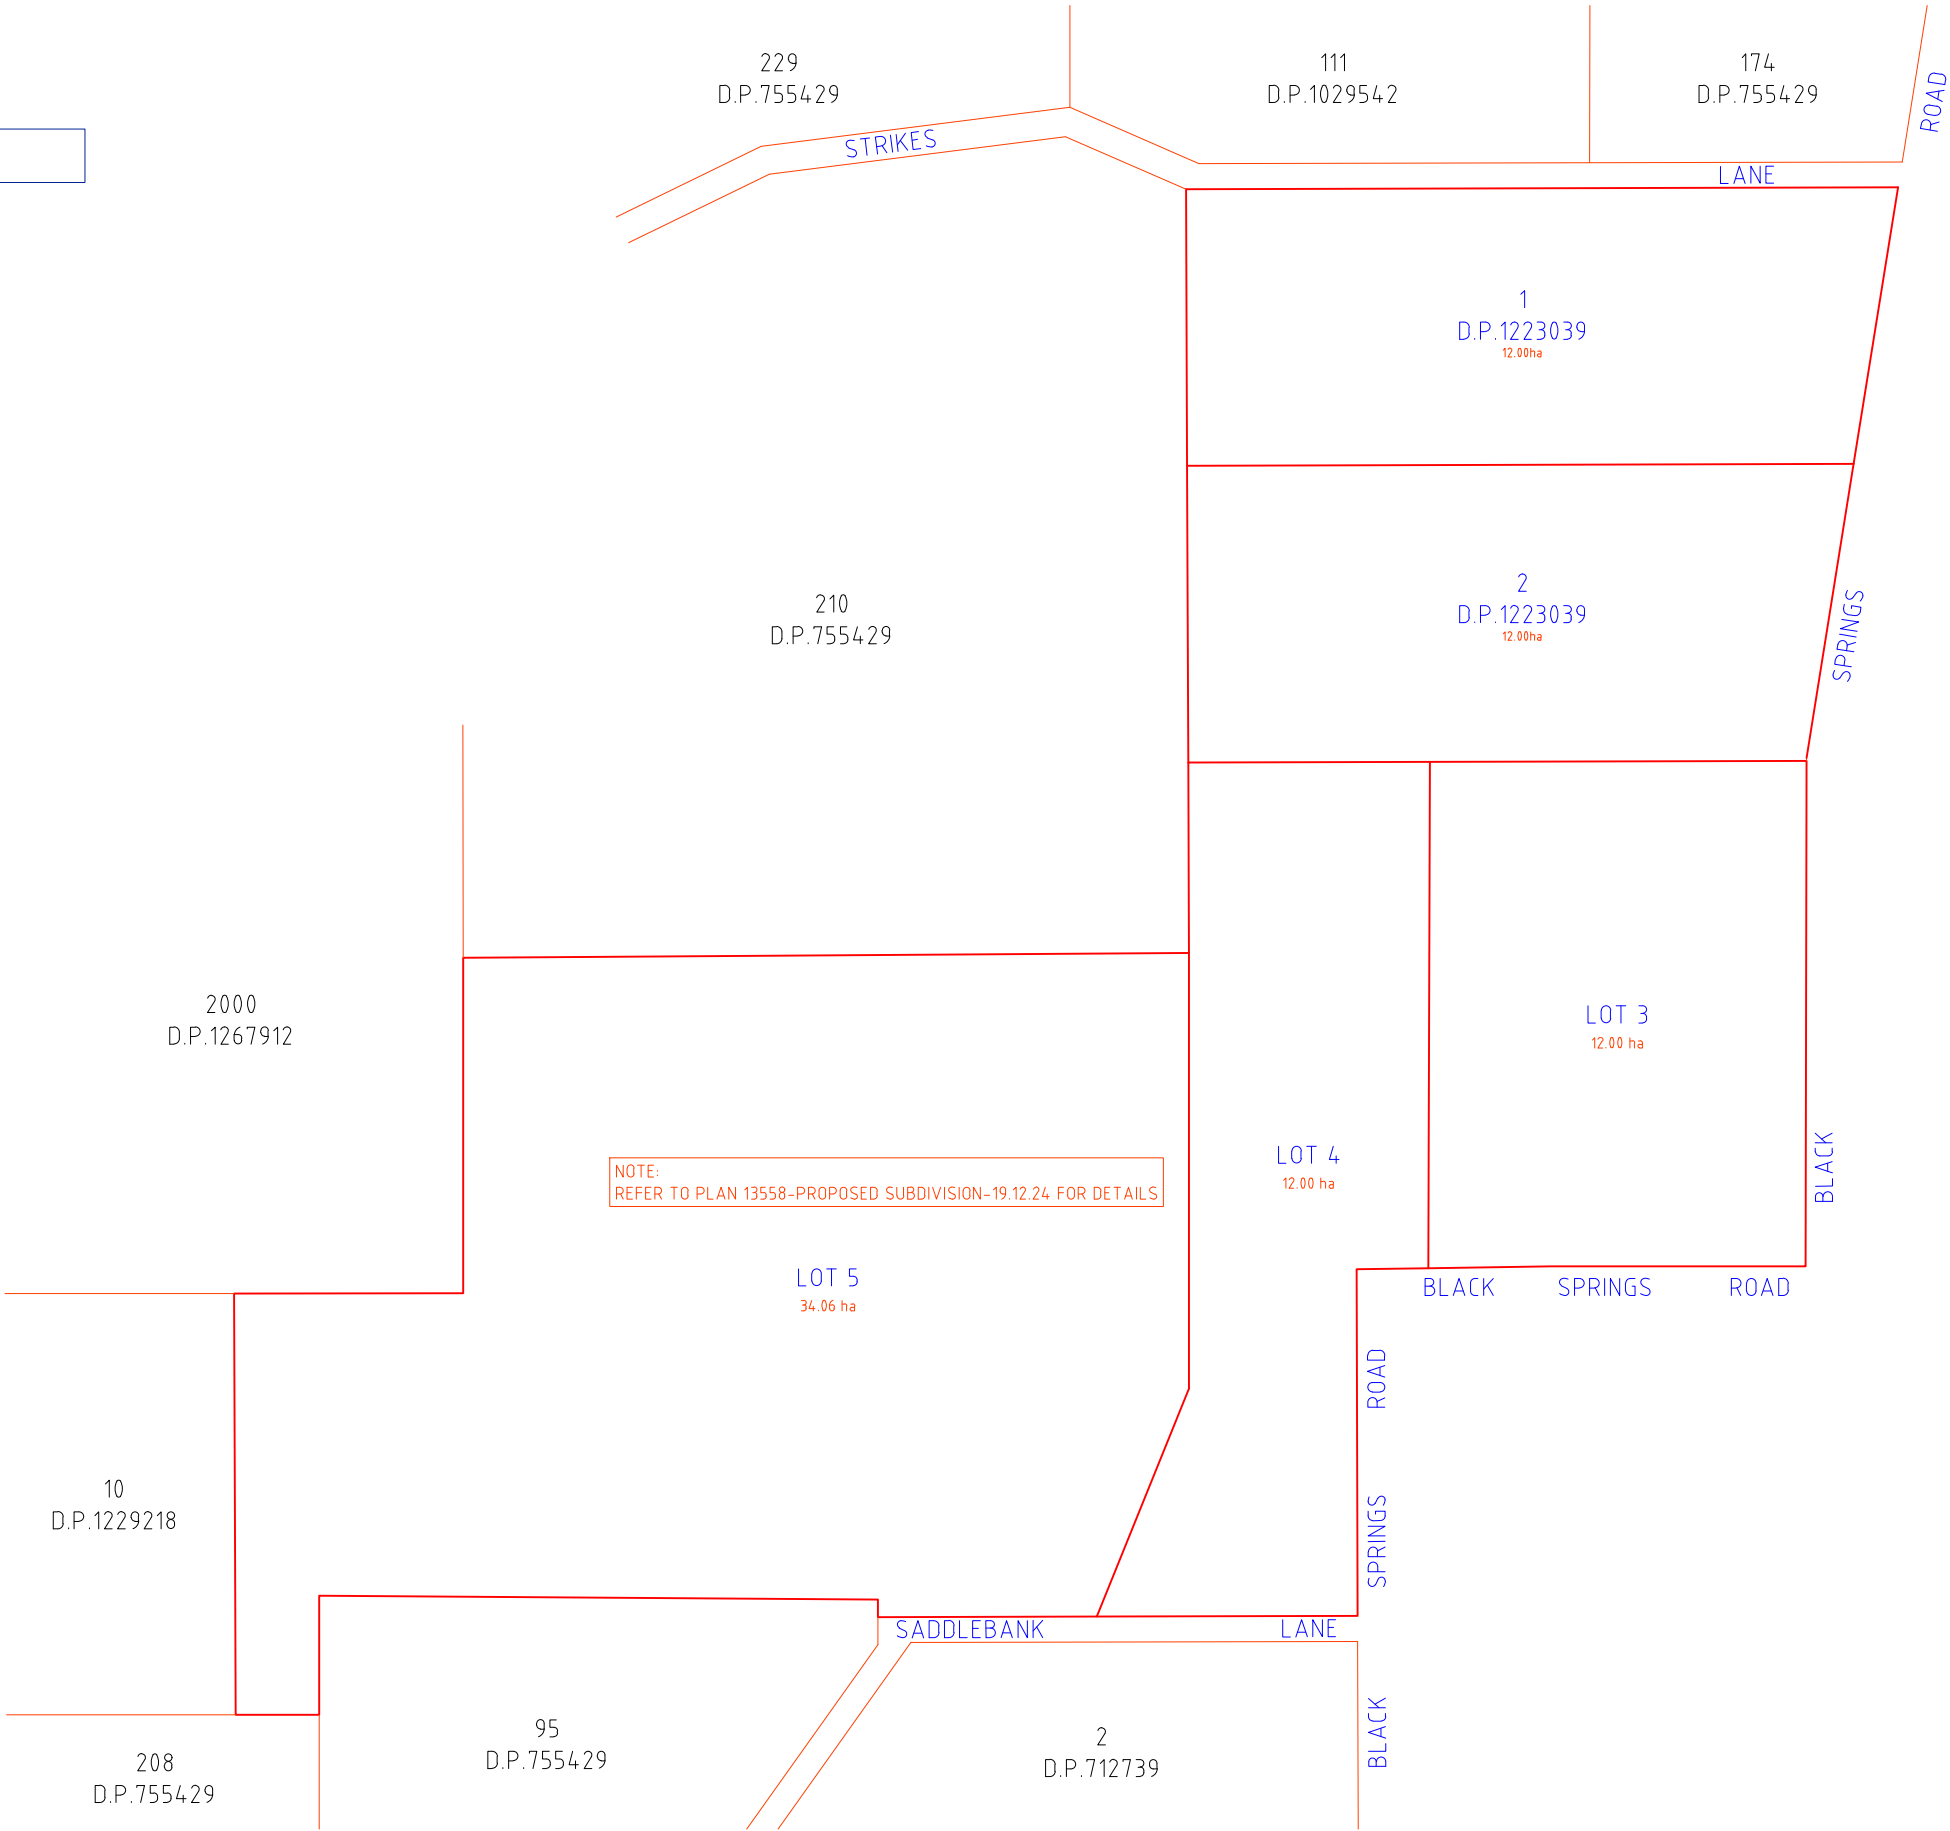 229
D.P.755429
111
D.P.1029542
174
D.P.755429
ROAD
STRIKES
LANE
1
D.P.1223039
12.00ha
2
D.P.1223039
12.00ha
SPRINGS
210
D.P.755429
2000
D.P.1267912
LOT 3
12.00 ha
BLACK
LOT 4
12.00 ha
NOTE:
REFER TO PLAN 13558-PROPOSED SUBDIVISION-19.12.24 FOR DETAILS
LOT 5
34.06 ha
BLACK SPRINGS ROAD
ROAD
SPRINGS
BLACK
10
D.P.1229218
SADDLEBANK LANE
95
D.P.755429
2
D.P.712739
208
D.P.755429